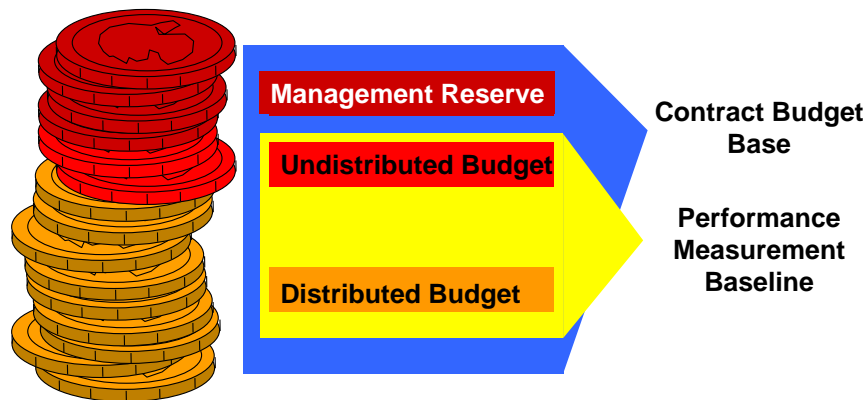 Management Reserve
Undistributed Budget
Distributed Budget
Contract Budget
Base
Performance
Measurement
Baseline